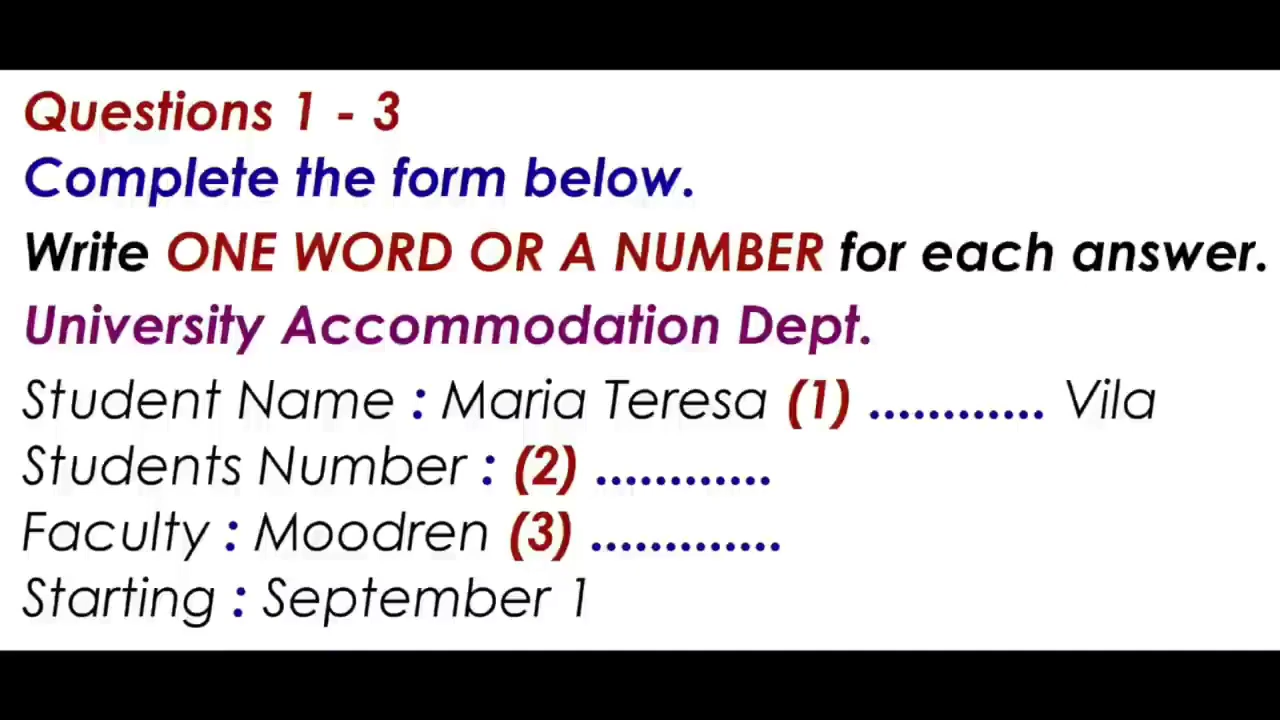 Questions 1 - 3
Complete the form below.
Write ONE WORD OR A NUMBER for each answer.
University Accommodation Dept.
Student Name : Maria Teresa (1) ............ Vila
Students Number : (2) ............
Faculty : Moodren (3) .............
Starting : September 1